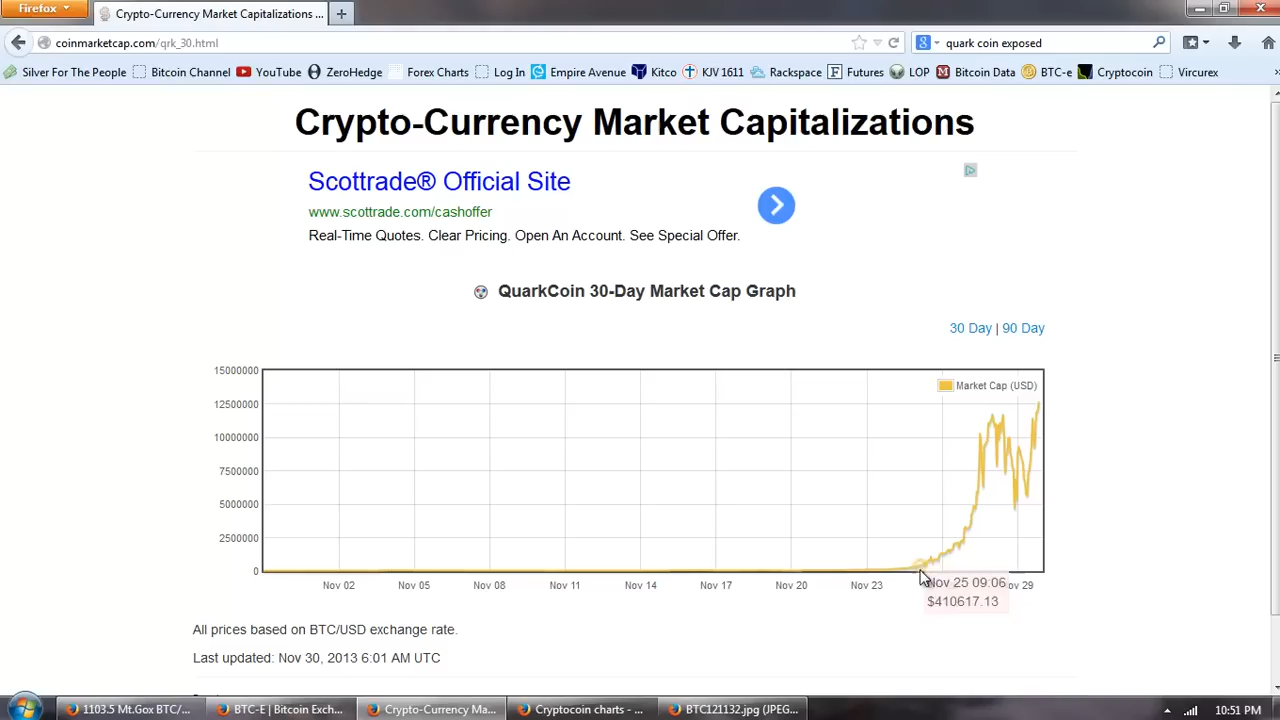 Firefox
Crypto-Currency Market Capitalizations ...
coinmarketcap.com/qrk_30.html
quark coin exposed
Silver For The People
Bitcoin Channel
YouTube
ZeroHedge
Forex Charts
Log In
Empire Avenue
Kitco
KJV 1611
Rackspace
Futures
LOP
Bitcoin Data
BTC-e
Cryptocoin
Vircurex
Crypto-Currency Market Capitalizations
Scottrade® Official Site
www.scottrade.com/cashoffer
Real-Time Quotes. Clear Pricing. Open An Account. See Special Offer.
QuarkCoin 30-Day Market Cap Graph
30 Day | 90 Day
Market Cap (USD)
15000000
12500000
10000000
7500000
5000000
2500000
0
Nov 02
Nov 05
Nov 08
Nov 11
Nov 14
Nov 17
Nov 20
Nov 23
ov 29
Nov 25 09:06
$410617.13
All prices based on BTC/USD exchange rate.
Last updated: Nov 30, 2013 6:01 AM UTC
1103.5 Mt.Gox BTC/...
BTC-E | Bitcoin Exch...
Crypto-Currency Ma...
Cryptocoin charts - ...
BTC121132.jpg (JPEG...
10:51 PM